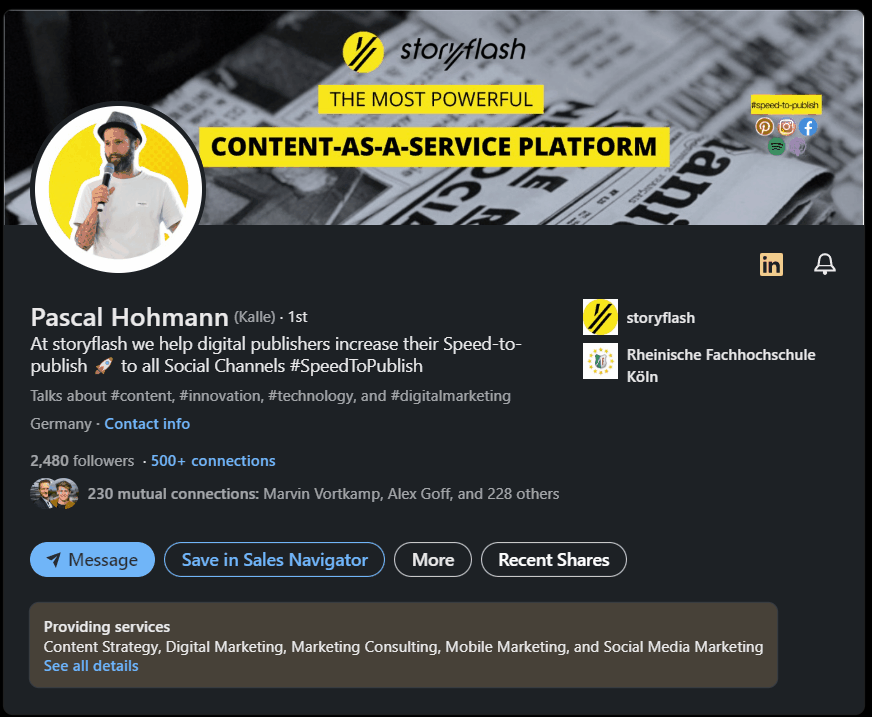 storyflash
THE MOST POWERFUL
CONTENT-AS-A-SERVICE PLATFORM
#speed-to-publish
in
Pascal Hohmann (Kalle) · 1st
At storyflash we help digital publishers increase their Speed-to-
publish 🚀 to all Social Channels #SpeedToPublish
Talks about #content, #innovation, #technology, and #digitalmarketing
Germany · Contact info
2,480 followers · 500+ connections
230 mutual connections: Marvin Vortkamp, Alex Goff, and 228 others
storyflash
Rheinische Fachhochschule
Köln
Message
Save in Sales Navigator
More
Recent Shares
Providing services
Content Strategy, Digital Marketing, Marketing Consulting, Mobile Marketing, and Social Media Marketing
See all details